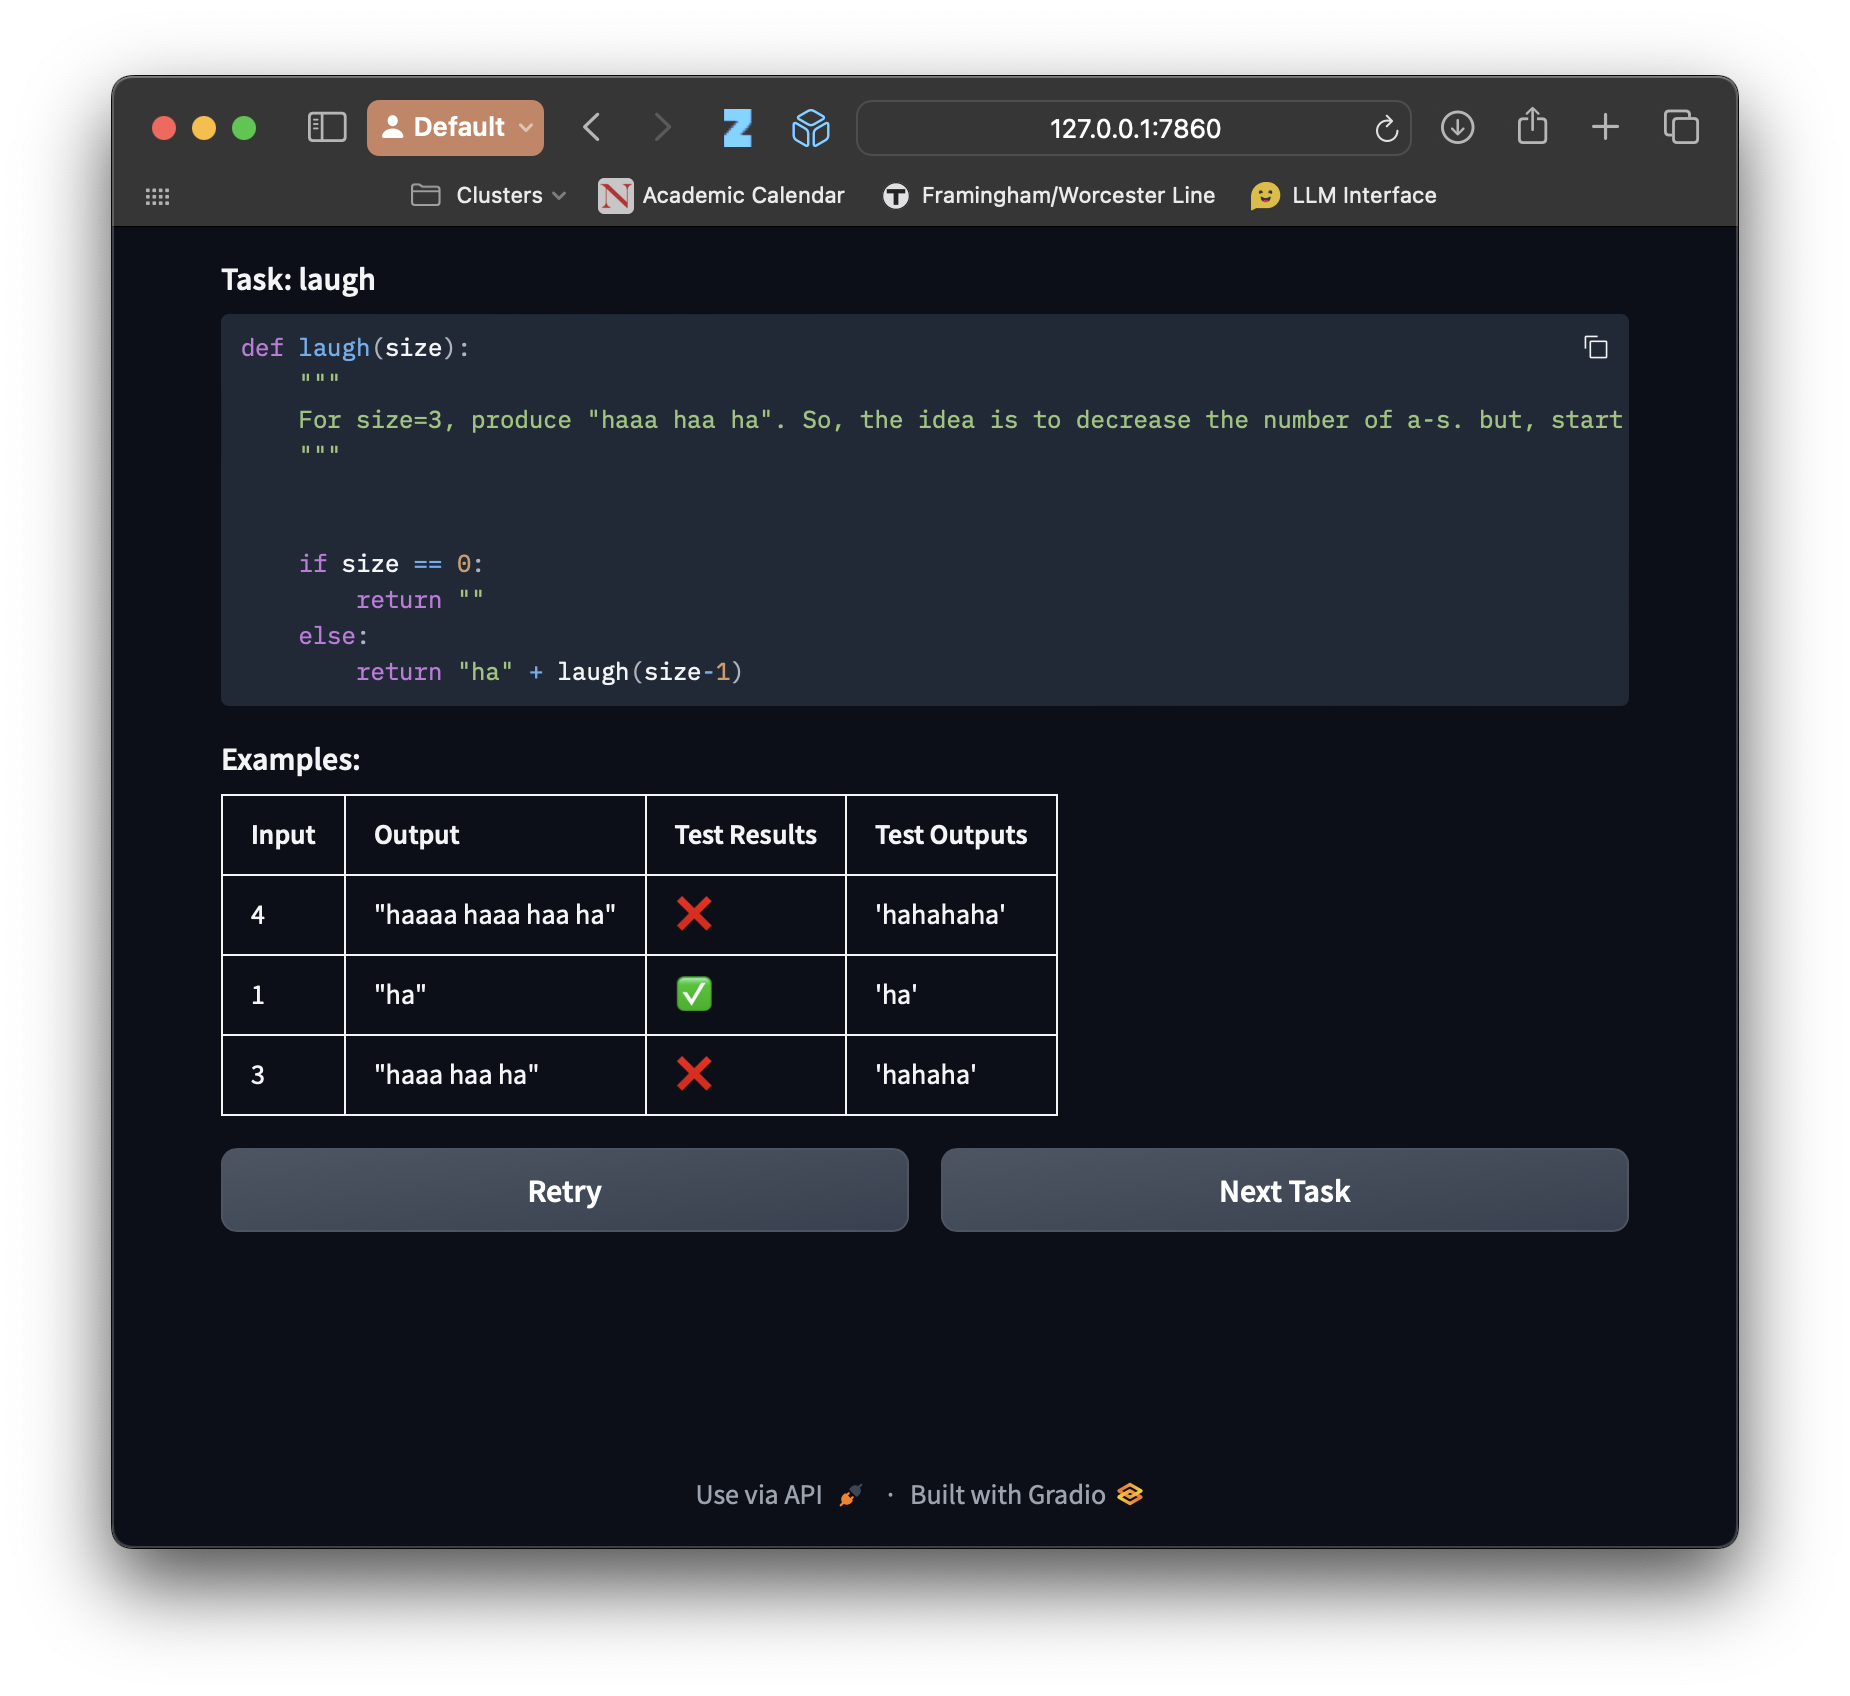 Default
127.0.0.1:7860
Clusters
Academic Calendar
Framingham/Worcester Line
LLM Interface
Task: laugh
def laugh(size):
    """
    For size=3, produce "haaa haa ha". So, the idea is to decrease the number of a-s. but, start
    """
    if size == 0:
        return ""
    else:
        return "ha" + laugh(size-1)
Examples:
Input Output Test Results Test Outputs
4 "haaaa haaa haa ha" ❌ 'hahahaha'
1 "ha" ✅ 'ha'
3 "haaa haa ha" ❌ 'hahaha'
Retry
Next Task
Use via API · Built with Gradio